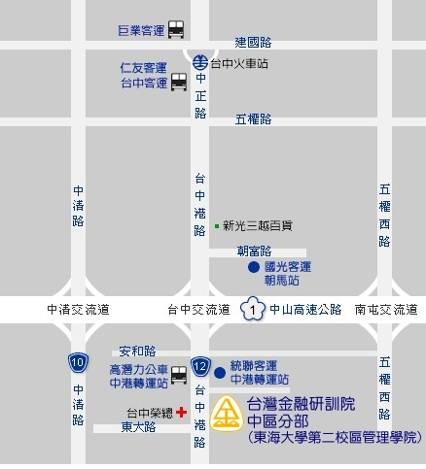 巨業客運
建國路
台中火車站
仁友客運
台中客運
中正路
五權路
中清路
台中港路
五權西路
新光三越百貨
朝富路
國光客運
朝馬站
中清交流道
台中交流道
1
中山高速公路
南屯交流道
安和路
10
高潛力公車
中港轉運站
12
統聯客運
中港轉運站
五權西路
中清路
台中榮總
東大路
台中港路
台灣金融研訓院
中區分部
(東海大學第二校區管理學院)